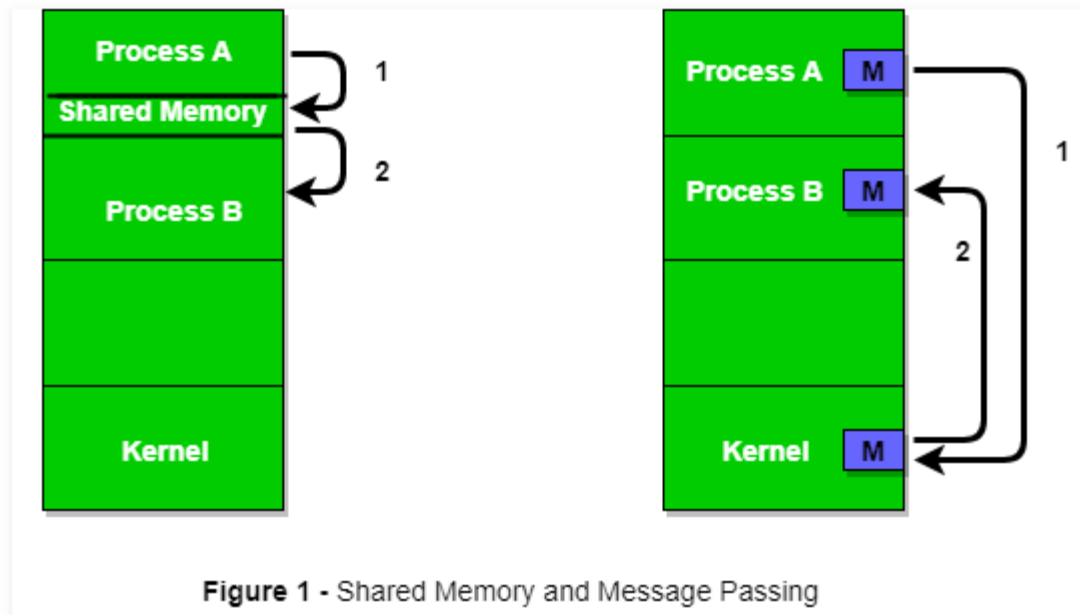 Process A
1
Shared Memory
2
Process B
Kernel
Process A M
1
Process B M
2
Kernel M
Figure 1 - Shared Memory and Message Passing